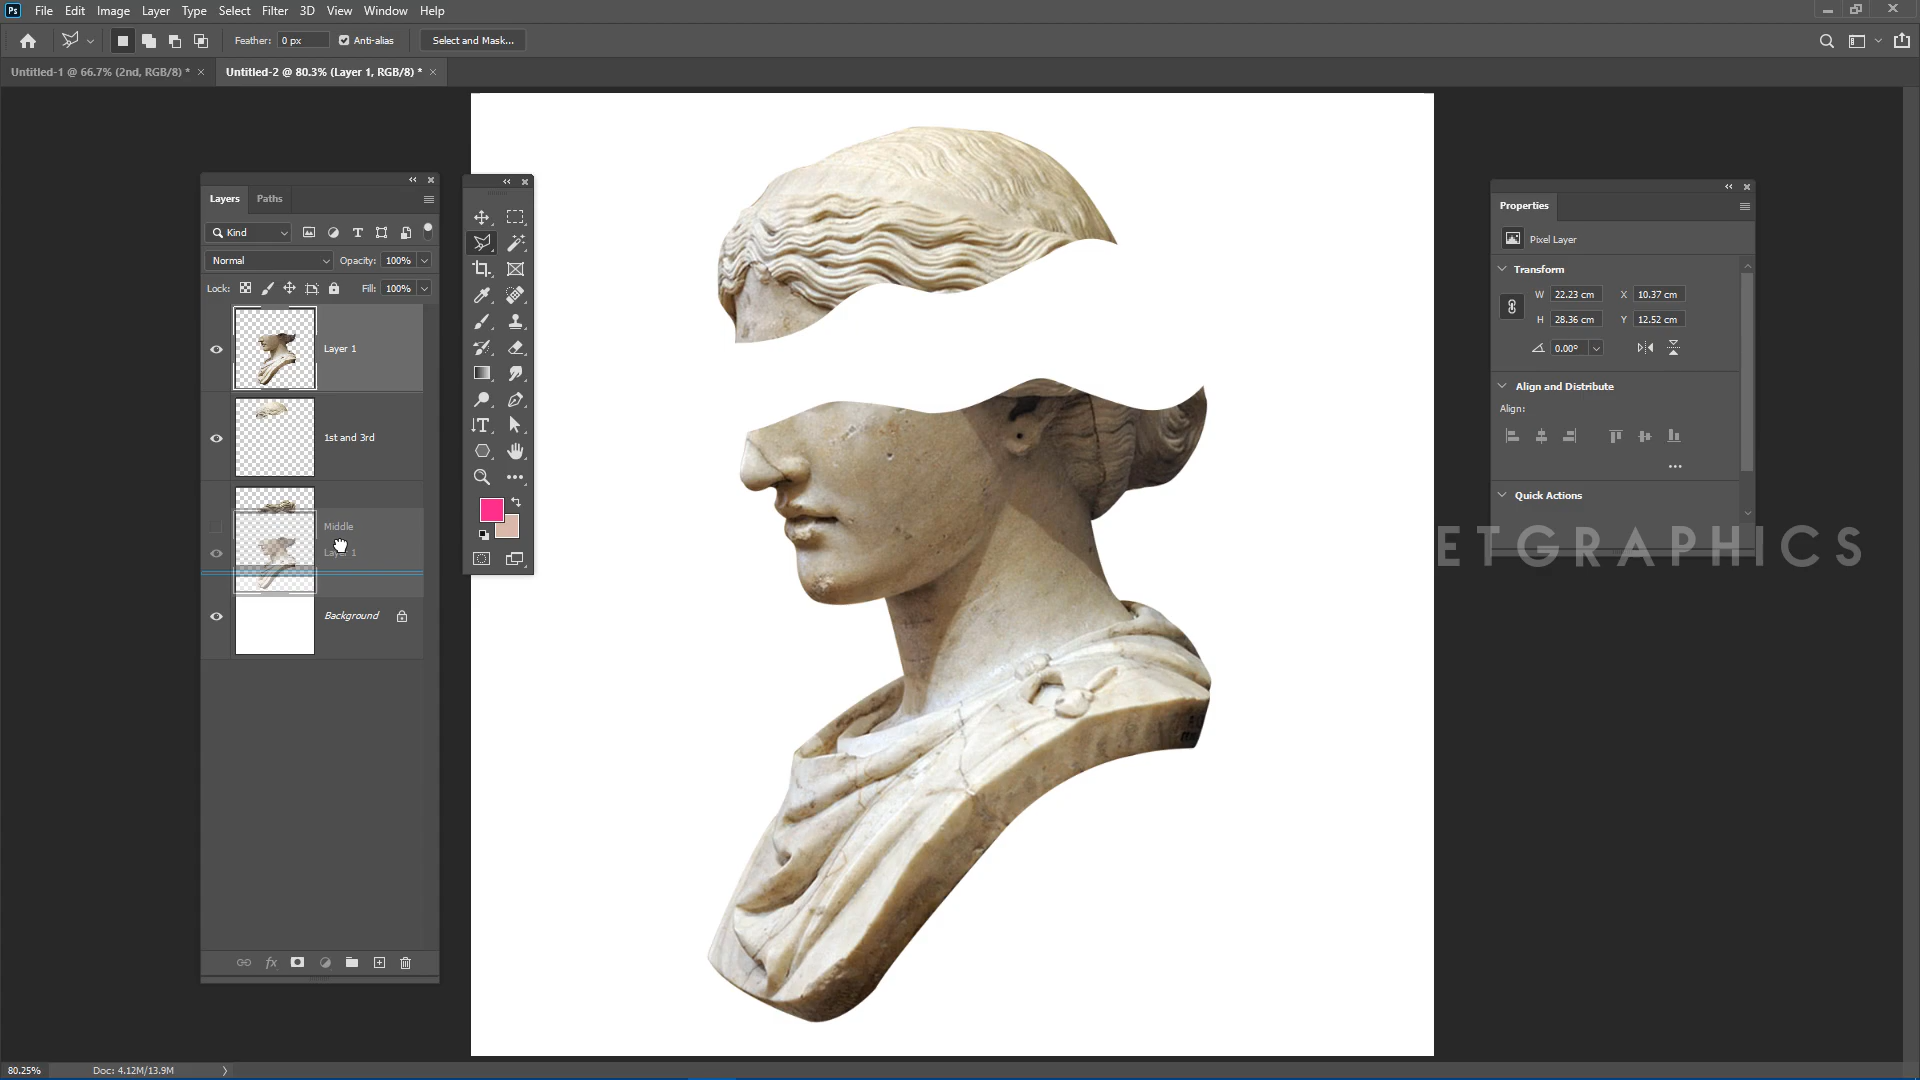 Ps File Edit Image Layer Type Select Filter 3D View Window Help
Feather: 0 px Anti-alias Select and Mask...
Untitled-1 @ 66.7% (2nd, RGB/8) * × Untitled-2 @ 80.3% (Layer 1, RGB/8) * ×
Layers Paths
Kind
Normal Opacity: 100%
Lock: Fill: 100%
Layer 1
1st and 3rd
Middle
Layer 1
Background
Properties
Pixel Layer
Transform
W 22.23 cm X 10.37 cm
H 28.36 cm Y 12.52 cm
0.00°
Align and Distribute
Align:
Quick Actions
ETGRAPHICS
80.25% Doc: 4.12M/13.9M